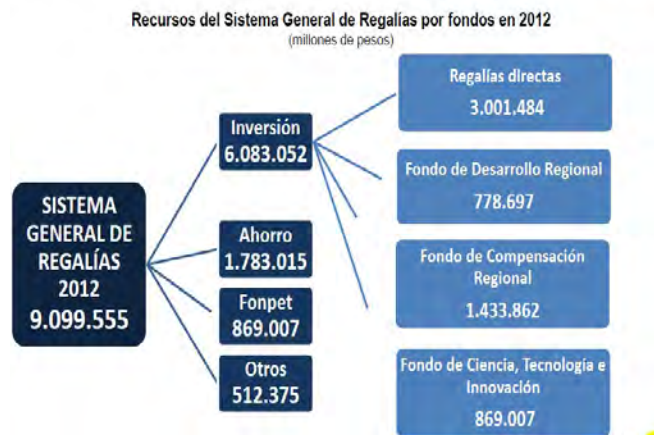 Recursos del Sistema General de Regalías por fondos en 2012
(millones de pesos)
SISTEMA
GENERAL DE
REGALÍAS
2012
9.099.555
Inversión
6.083.052
Ahorro
1.783.015
Fonpet
869.007
Otros
512.375
Regalías directas
3.001.484
Fondo de Desarrollo Regional
778.697
Fondo de Compensación
Regional
1.433.862
Fondo de Ciencia, Tecnología e
Innovación
869.007